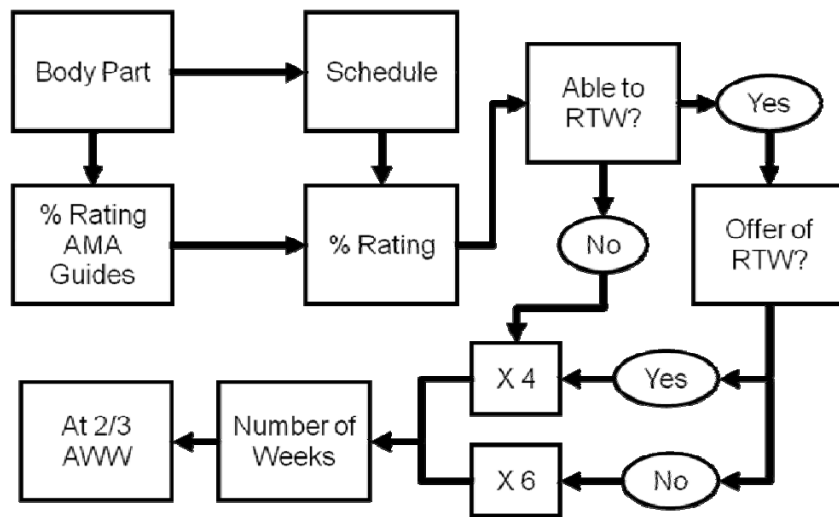 Body Part
Schedule
Able to
RTW?
Yes
% Rating
AMA
Guides
% Rating
No
Offer of
RTW?
X 4
Yes
At 2/3
AWW
Number of
Weeks
X 6
No